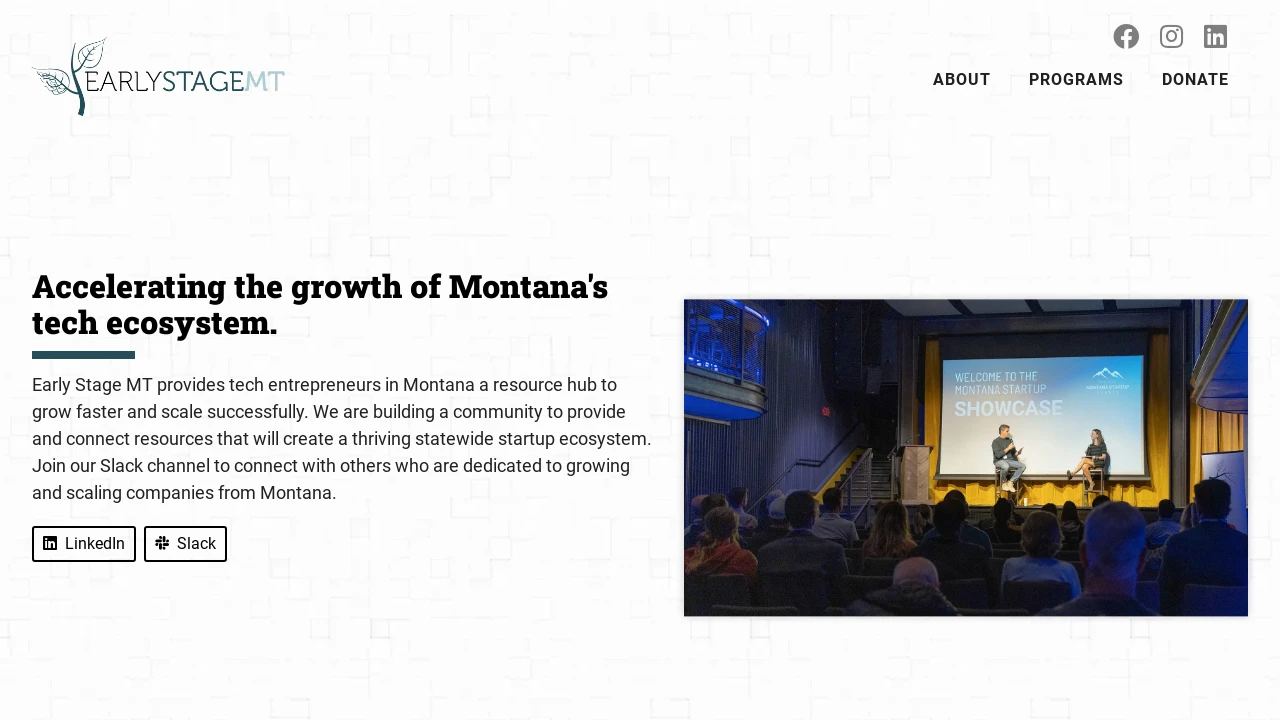 EARLYSTAGEMT
ABOUT PROGRAMS DONATE
Accelerating the growth of Montana's
tech ecosystem.
Early Stage MT provides tech entrepreneurs in Montana a resource hub to
grow faster and scale successfully. We are building a community to provide
and connect resources that will create a thriving statewide startup ecosystem.
Join our Slack channel to connect with others who are dedicated to growing
and scaling companies from Montana.
LinkedIn Slack
WELCOME TO THE
MONTANA STARTUP
SHOWCASE
MONTANA STARTUP